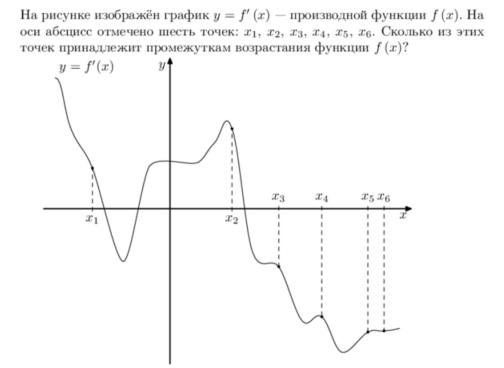 На рисунке изображён график y = f′ (x) — производной функции f (x). На
оси абсцисс отмечено шесть точек: x₁, x₂, x₃, x₄, x₅, x₆. Сколько из этих
точек принадлежит промежуткам возрастания функции f (x)?
y = f′(x)
y
x₃ x₄ x₅ x₆
x₁ x₂ x